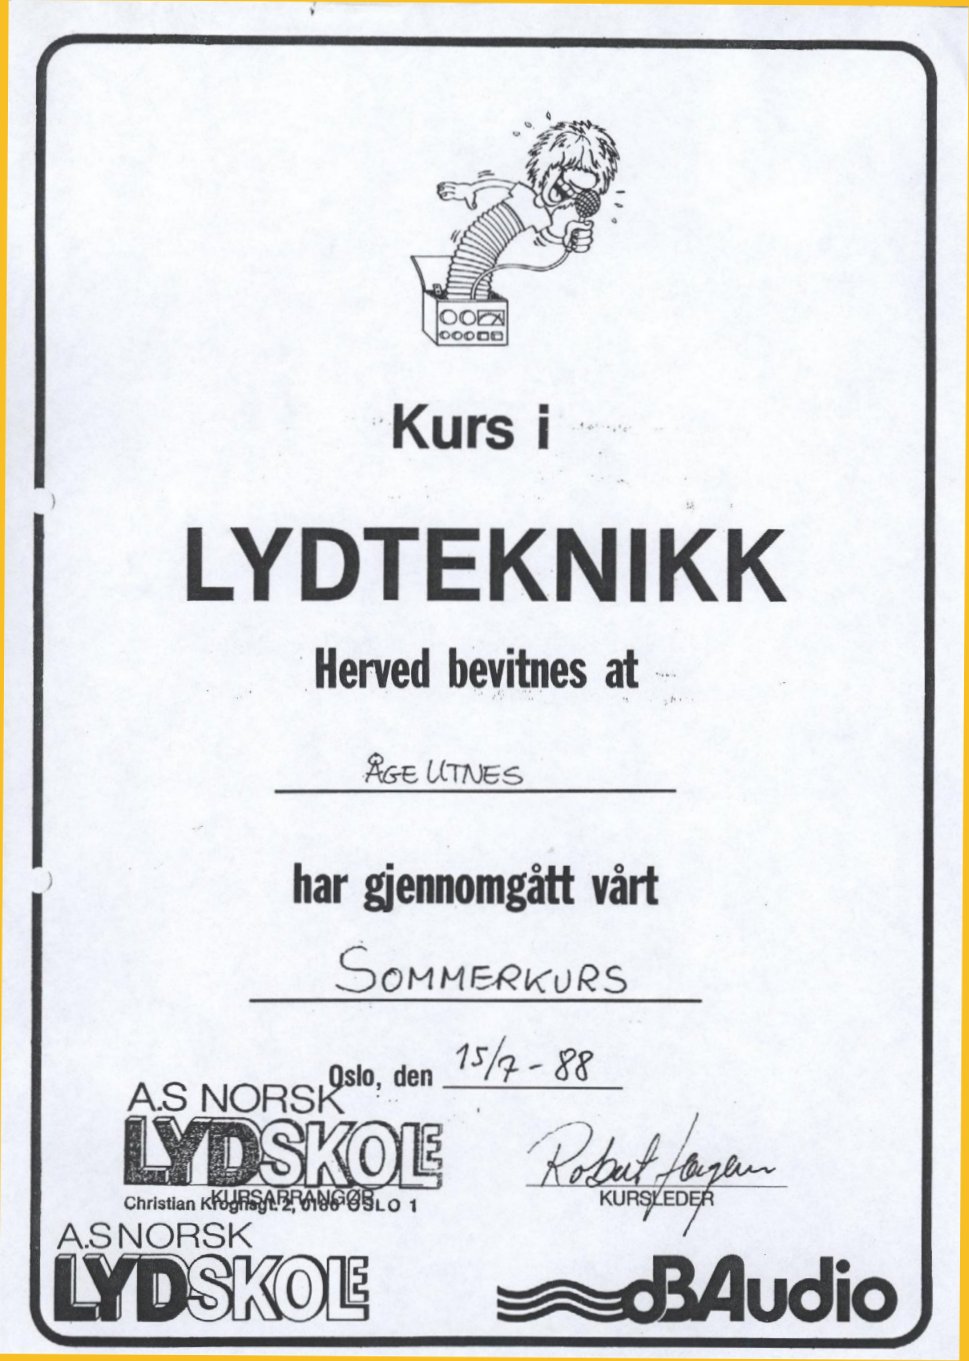 Kurs i
LYDTEKNIKK
Herved bevitnes at
ÅGE UTNES
har gjennomgått vårt
SOMMERKURS
Oslo, den 15/7 - 88
A.S NORSK
LYDSKOLE
KURSARRANGØR
Christian Kroghsgt. 2, 0186 OSLO 1
Robert
KURSLEDER
A.S NORSK
LYDSKOLE
dBAudio